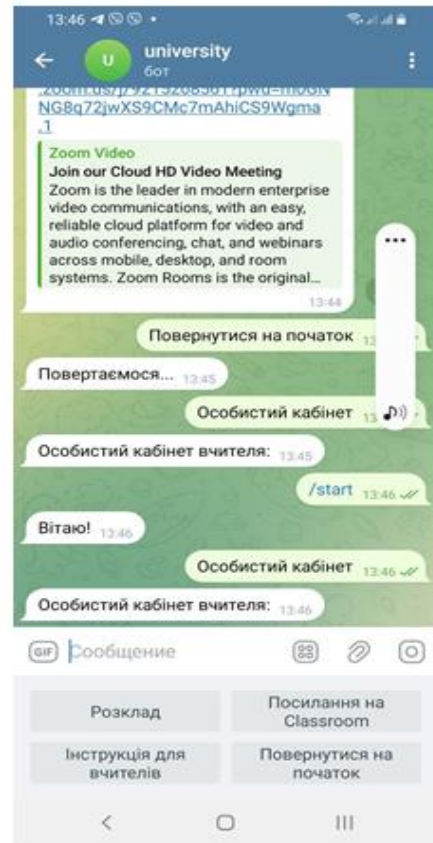 13:46
university
бот
NG8q72jwXS9CMc7mAhiCS9Wgma
.1
Zoom Video
Join our Cloud HD Video Meeting
Zoom is the leader in modern enterprise
video communications, with an easy,
reliable cloud platform for video and
audio conferencing, chat, and webinars
across mobile, desktop, and room
systems. Zoom Rooms is the original...
13:44
Повернутися на початок
Повертаємося... 13:45
Особистий кабінет
Особистий кабінет вчителя: 13:45
/start 13:46
Вітаю! 13:46
Особистий кабінет 13:46
Особистий кабінет вчителя: 13:46
GIF Сообщение
Розклад
Посилання на
Classroom
Інструкція для
вчителів
Повернутися на
початок